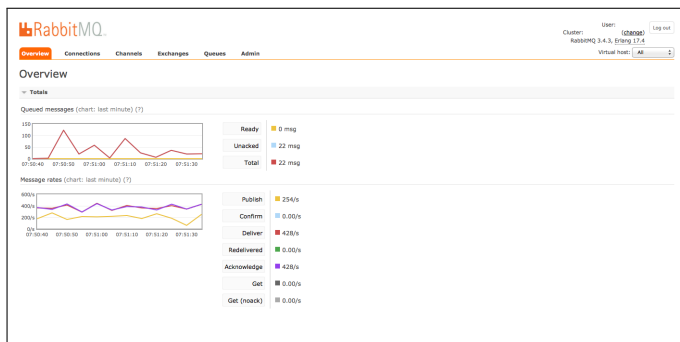 RabbitMQ
User:
Log out
Cluster: (change)
RabbitMQ 3.4.3, Erlang 17.4
Virtual host: All
Overview Connections Channels Exchanges Queues Admin
Overview
Totals
Queued messages (chart: last minute) (?)
150
100
50
0
07:50:40 07:50:50 07:51:00 07:51:10 07:51:20 07:51:30
Ready 0 msg
Unacked 22 msg
Total 22 msg
Message rates (chart: last minute) (?)
600/s
400/s
200/s
0/s
07:50:40 07:50:50 07:51:00 07:51:10 07:51:20 07:51:30
Publish 254/s
Confirm 0.00/s
Deliver 428/s
Redelivered 0.00/s
Acknowledge 428/s
Get 0.00/s
Get (noack) 0.00/s